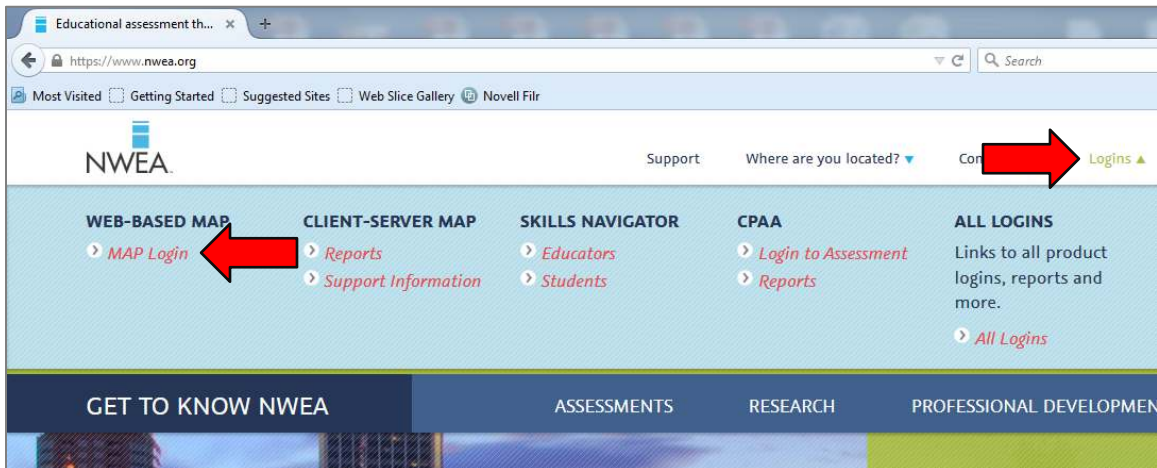 Educational assessment th...
https://www.nwea.org
Search
Most Visited Getting Started Suggested Sites Web Slice Gallery Novell Filr
NWEA
Support Where are you located? Logins
WEB-BASED MAP CLIENT-SERVER MAP SKILLS NAVIGATOR CPAA ALL LOGINS
MAP Login Reports Educators Login to Assessment Links to all product
Support Information Students Reports logins, reports and
more.
All Logins
GET TO KNOW NWEA ASSESSMENTS RESEARCH PROFESSIONAL DEVELOPMEN